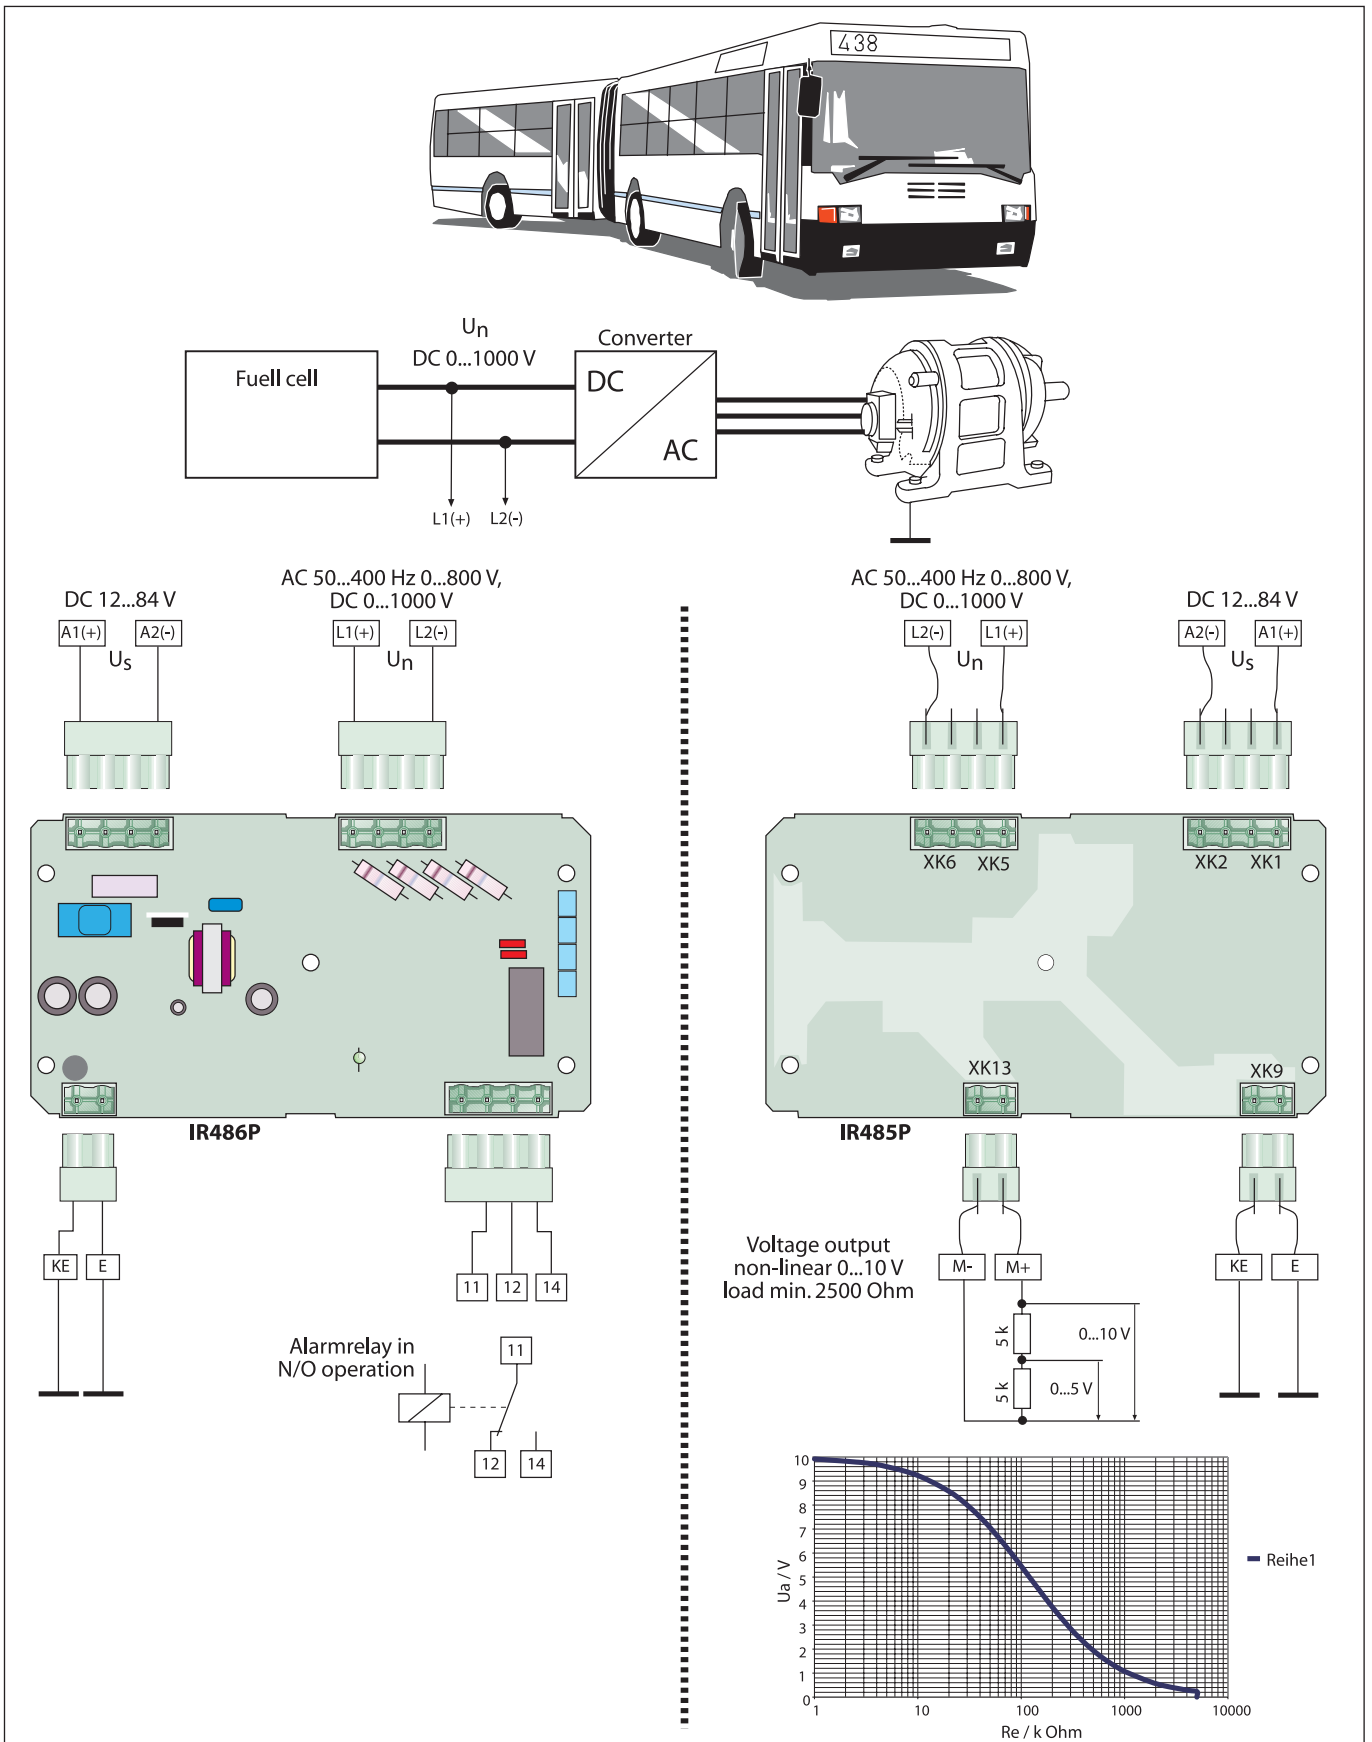 438
Un
DC 0...1000 V
Converter
Fuell cell
DC
AC
L1(+) L2(-)
AC 50...400 Hz 0...800 V,
DC 0...1000 V
DC 12...84 V
A1(+) A2(-)
Us
L1(+) L2(-)
Un
IR486P
KE E
11 12 14
Alarmrelay in
N/O operation
11
12 14
AC 50...400 Hz 0...800 V,
DC 0...1000 V
DC 12...84 V
L2(-) L1(+)
Un
A2(-) A1(+)
Us
XK6 XK5
XK2 XK1
XK13
XK9
IR485P
Voltage output
non-linear 0...10 V
load min. 2500 Ohm
M- M+
KE E
5 k
0...10 V
5 k
0...5 V
10
9
8
7
6
5
4
3
2
1
0
Ua / V
1 10 100 1000 10000
Re / k Ohm
Reihe1